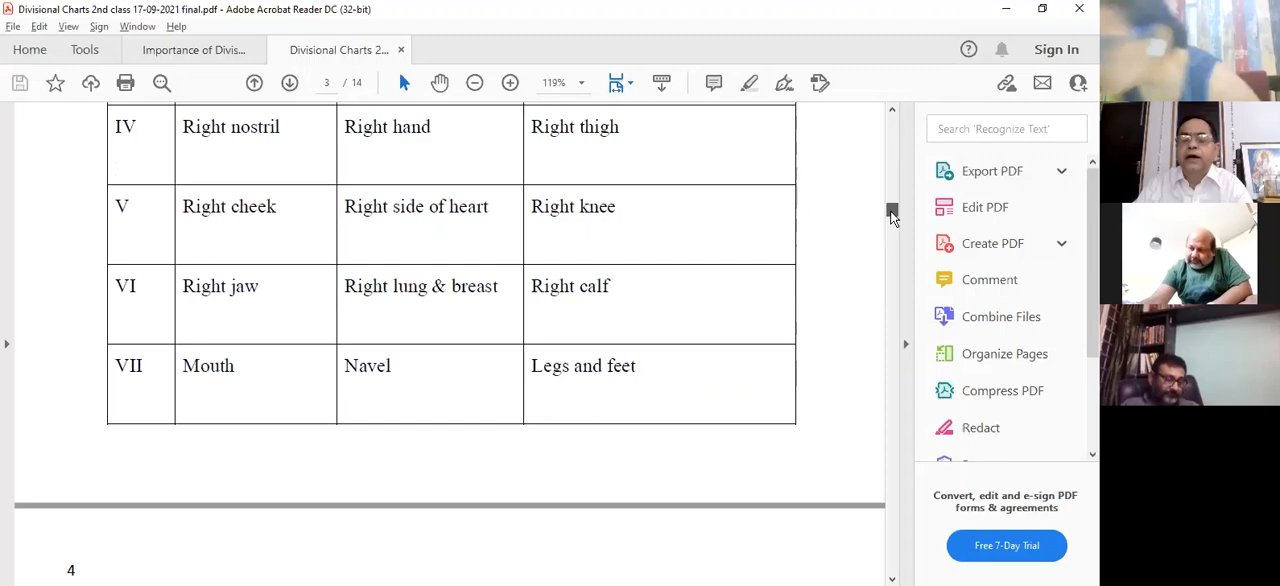 Divisional Charts 2nd class 17-09-2021 final.pdf - Adobe Acrobat Reader DC (32-bit)
File Edit View Sign Window Help
Home Tools Importance of Divis... Divisional Charts 2... × Sign In
3 / 14 119%
IV Right nostril Right hand Right thigh
V Right cheek Right side of heart Right knee
VI Right jaw Right lung & breast Right calf
VII Mouth Navel Legs and feet
4
Search 'Recognize Text'
Export PDF
Edit PDF
Create PDF
Comment
Combine Files
Organize Pages
Compress PDF
Redact
Convert, edit and e-sign PDF
forms & agreements
Free 7-Day Trial